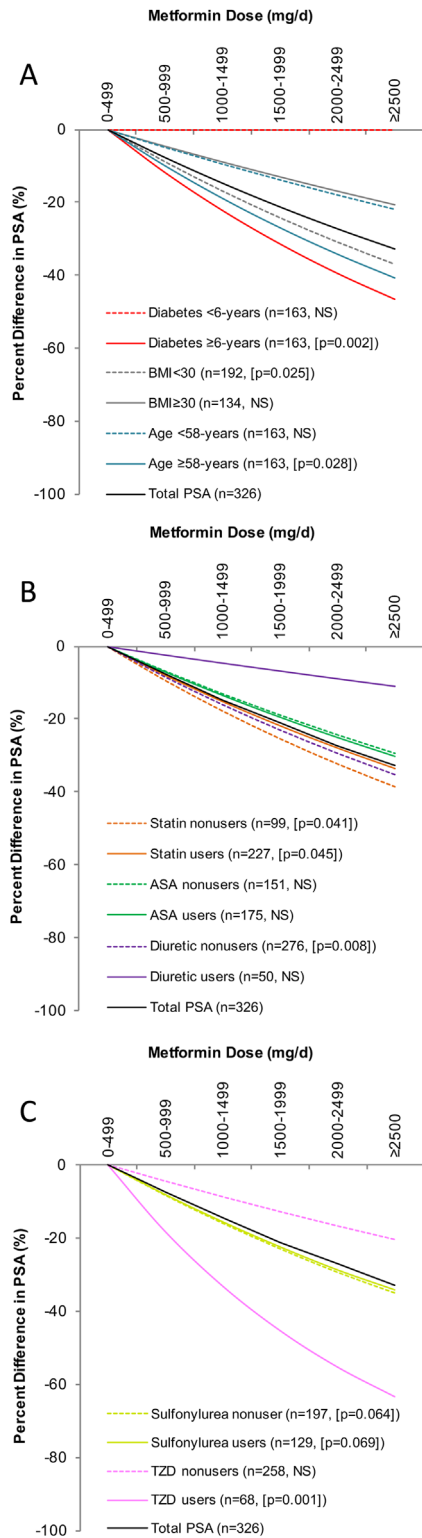 Metformin Dose (mg/d)
A
0-499
500-999
1000-1499
1500-1999
2000-2499
≥2500
Percent Difference in PSA (%)
0
-20
-40
-60
-80
-100
Diabetes <6-years (n=163, NS)
Diabetes ≥6-years (n=163, [p=0.002])
BMI<30 (n=192, [p=0.025])
BMI≥30 (n=134, NS)
Age <58-years (n=163, NS)
Age ≥58-years (n=163, [p=0.028])
Total PSA (n=326)
Metformin Dose (mg/d)
B
0-499
500-999
1000-1499
1500-1999
2000-2499
≥2500
Percent Difference in PSA (%)
0
-20
-40
-60
-80
-100
Statin nonusers (n=99, [p=0.041])
Statin users (n=227, [p=0.045])
ASA nonusers (n=151, NS)
ASA users (n=175, NS)
Diuretic nonusers (n=276, [p=0.008])
Diuretic users (n=50, NS)
Total PSA (n=326)
Metformin Dose (mg/d)
C
0-499
500-999
1000-1499
1500-1999
2000-2499
≥2500
Percent Difference in PSA (%)
0
-20
-40
-60
-80
-100
Sulfonylurea nonuser (n=197, [p=0.064])
Sulfonylurea users (n=129, [p=0.069])
TZD nonusers (n=258, NS)
TZD users (n=68, [p=0.001])
Total PSA (n=326)